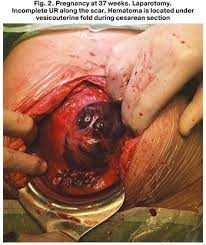 Fig. 2. Pregnancy at 37 weeks. Laparotomy.
Incomplete UR along the scar. Hematoma is located under
vesicouterine fold during cesarean section